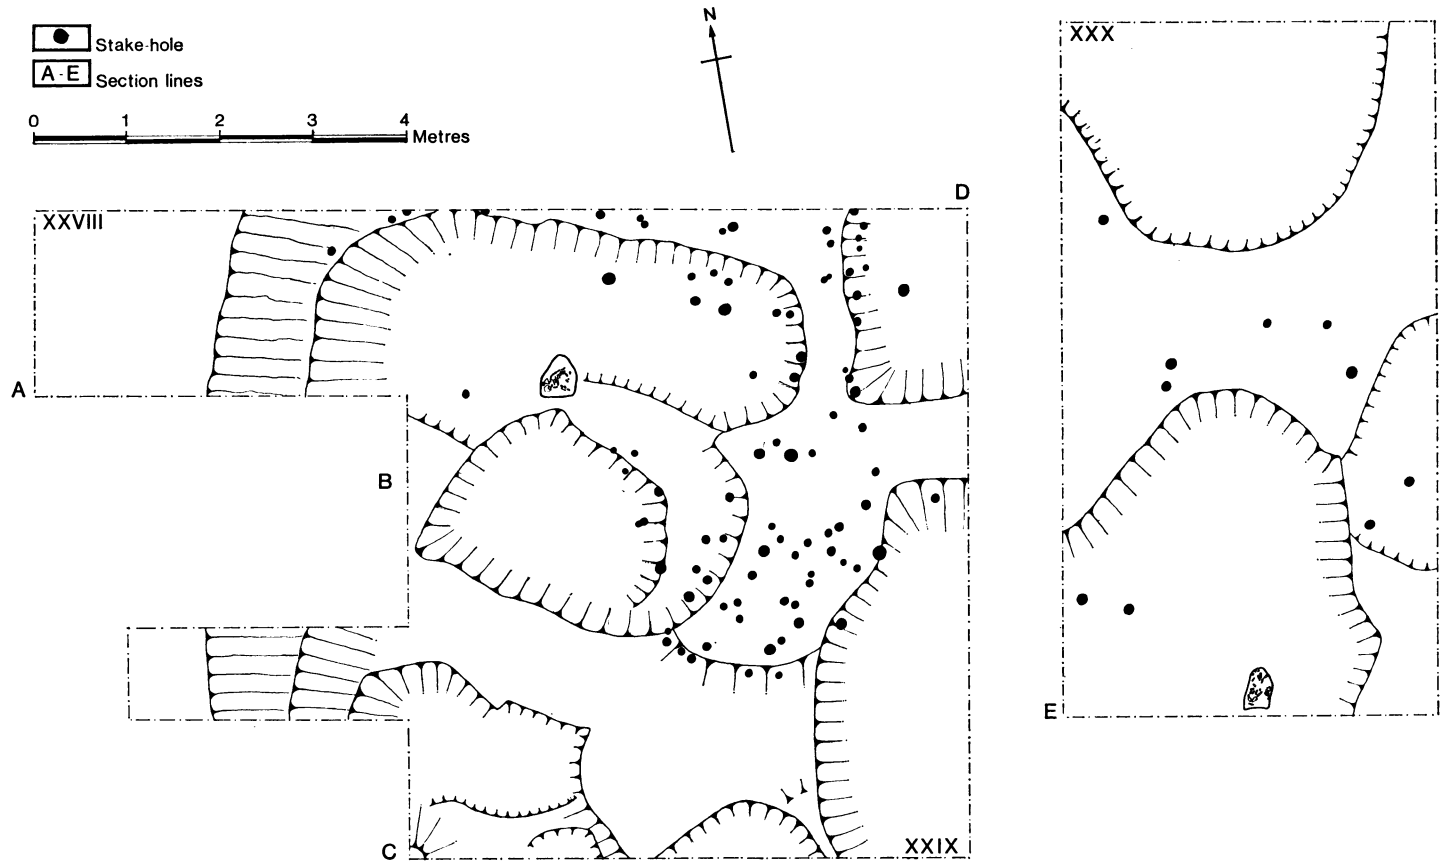 N
XXX
Stake-hole
A-E Section lines
0 1 2 3 4 Metres
D
XXVIII
A
B
E
C
XXIX